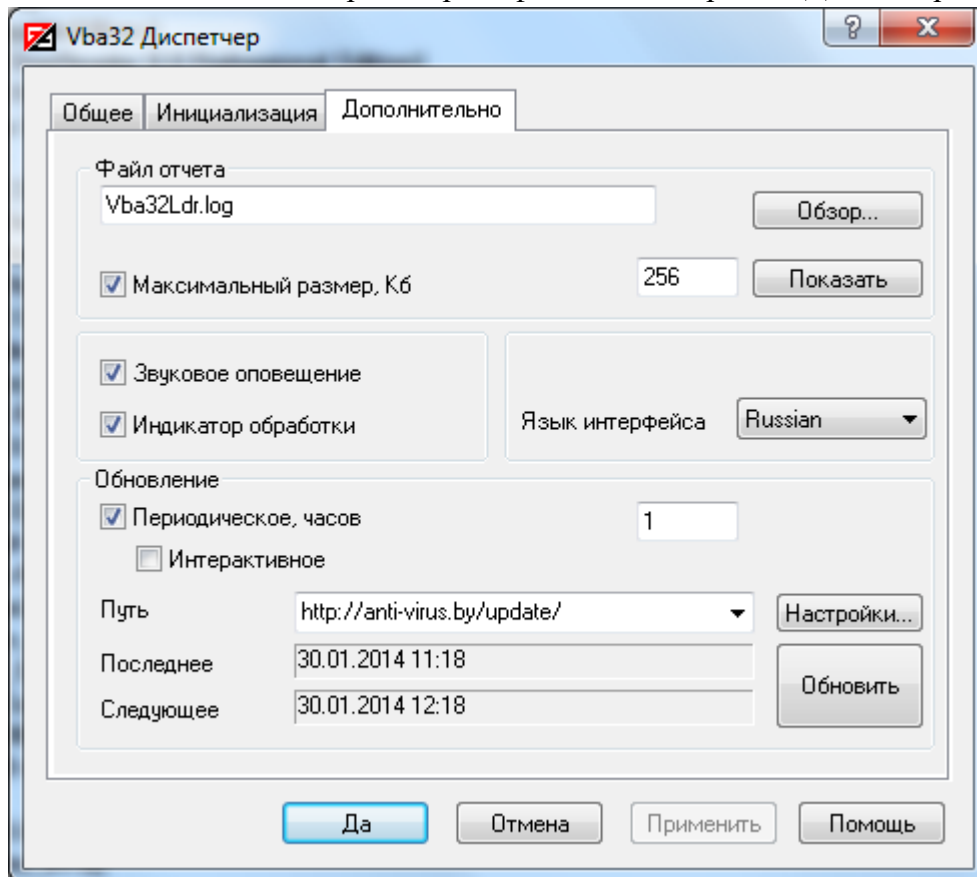 Vba32 Диспетчер
Общее Инициализация Дополнительно
Файл отчета
Vba32Ldr.log Обзор...
Максимальный размер, Кб 256 Показать
Звуковое оповещение
Индикатор обработки Язык интерфейса Russian
Обновление
Периодическое, часов 1
Интерактивное
Путь http://anti-virus.by/update/ Настройки...
Последнее 30.01.2014 11:18
Обновить
Следующее 30.01.2014 12:18
Да Отмена Применить Помощь